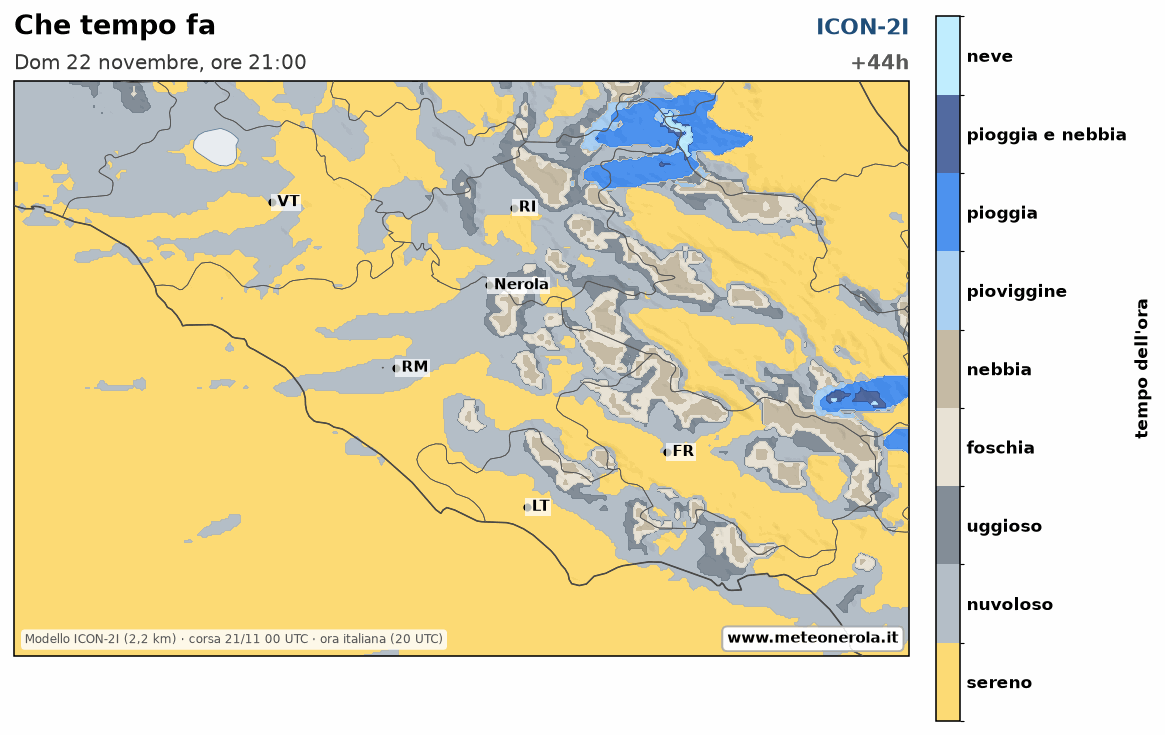 Che tempo fa
ICON-2I
Dom 22 novembre, ore 21:00
+44h
neve
pioggia e nebbia
pioggia
pioviggine
nebbia
foschia
uggioso
nuvoloso
sereno
tempo dell'ora
VT
RI
Nerola
RM
FR
LT
Modello ICON-2I (2,2 km) · corsa 21/11 00 UTC · ora italiana (20 UTC)
www.meteonerola.it